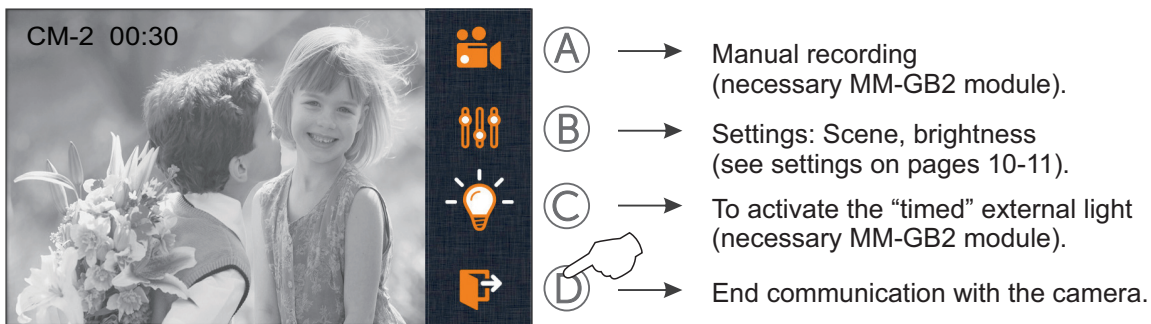 CM-2 00:30
A
Manual recording
(necessary MM-GB2 module).
B
Settings: Scene, brightness
(see settings on pages 10-11).
C
To activate the “timed” external light
(necessary MM-GB2 module).
D
End communication with the camera.